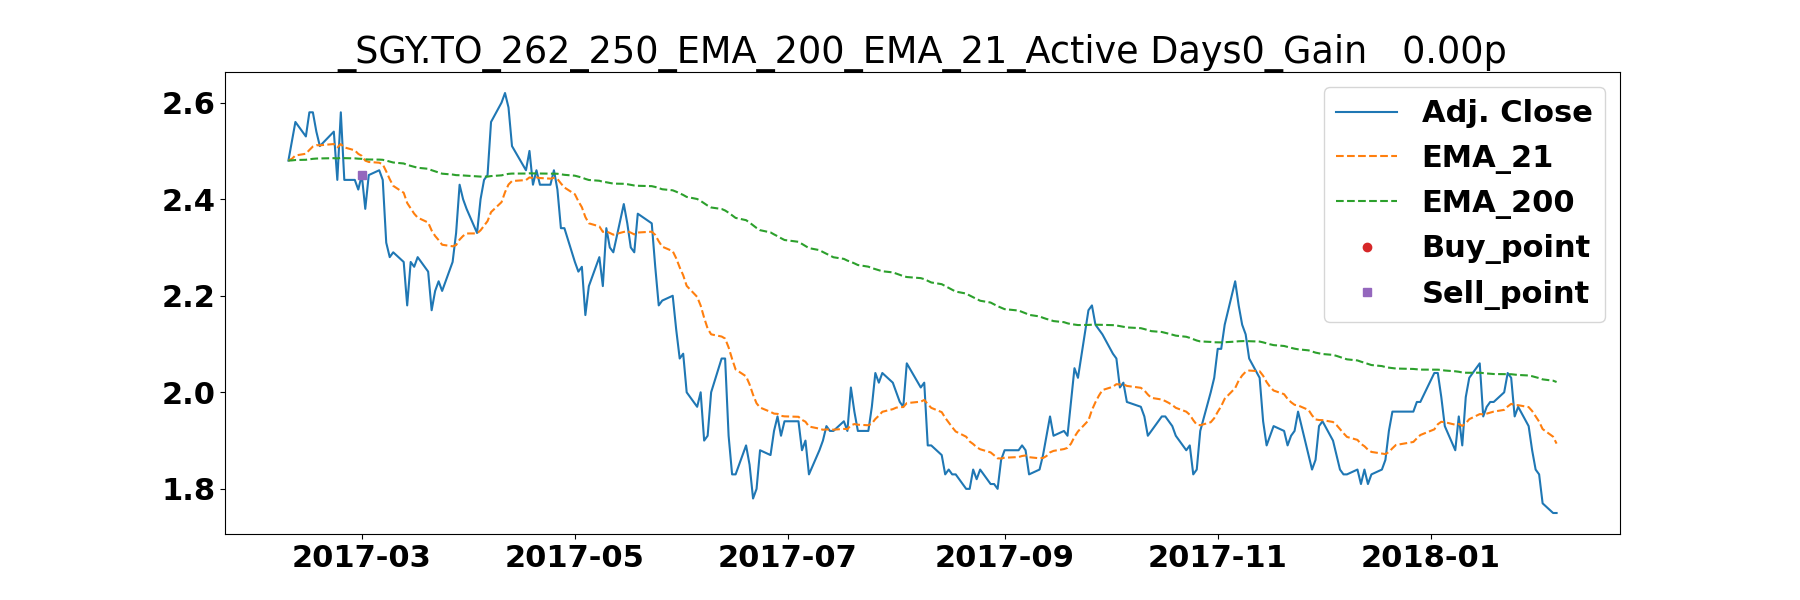 _SGY.TO_262_250_EMA_200_EMA_21_Active Days0_Gain   0.00p
2.6
2.4
2.2
2.0
1.8
Adj. Close
EMA_21
EMA_200
Buy_point
Sell_point
2017-03 2017-05 2017-07 2017-09 2017-11 2018-01